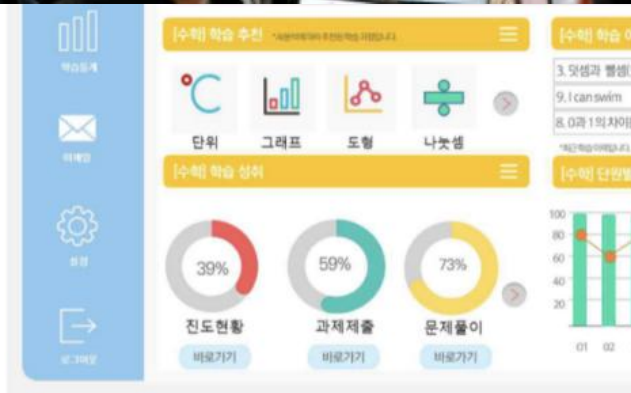 [수학] 학습 추천
[수학] 학습 이
학습통계
3. 덧셈과 뺄셈(
9. I can swim
8. 0과 1의 차이
단위
그래프
도형
나눗셈
이메일
[수학] 학습 성취
[수학] 단원별
설정
39%
59%
73%
100
80
60
40
20
진도현황
과제제출
문제풀이
01 02
바로가기
바로가기
바로가기
로그아웃